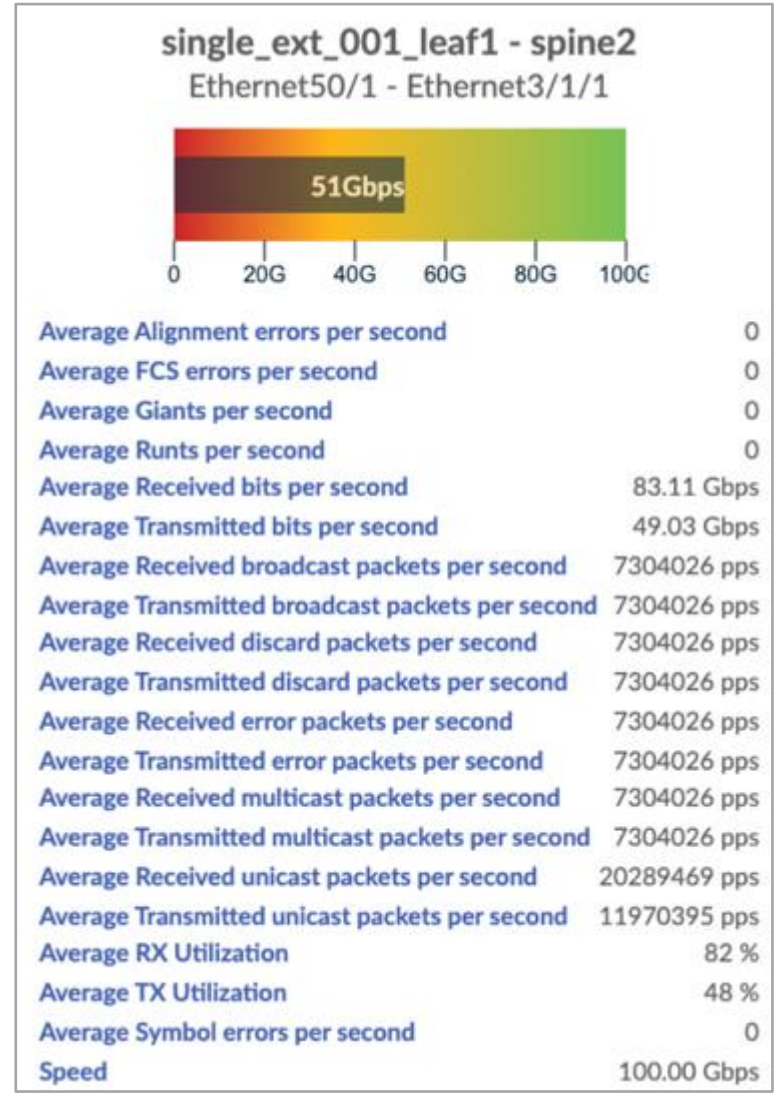 single_ext_001_leaf1 - spine2
Ethernet50/1 - Ethernet3/1/1
51Gbps
0 20G 40G 60G 80G 100G
Average Alignment errors per second 0
Average FCS errors per second 0
Average Giants per second 0
Average Runts per second 0
Average Received bits per second 83.11 Gbps
Average Transmitted bits per second 49.03 Gbps
Average Received broadcast packets per second 7304026 pps
Average Transmitted broadcast packets per second 7304026 pps
Average Received discard packets per second 7304026 pps
Average Transmitted discard packets per second 7304026 pps
Average Received error packets per second 7304026 pps
Average Transmitted error packets per second 7304026 pps
Average Received multicast packets per second 7304026 pps
Average Transmitted multicast packets per second 7304026 pps
Average Received unicast packets per second 20289469 pps
Average Transmitted unicast packets per second 11970395 pps
Average RX Utilization 82 %
Average TX Utilization 48 %
Average Symbol errors per second 0
Speed 100.00 Gbps